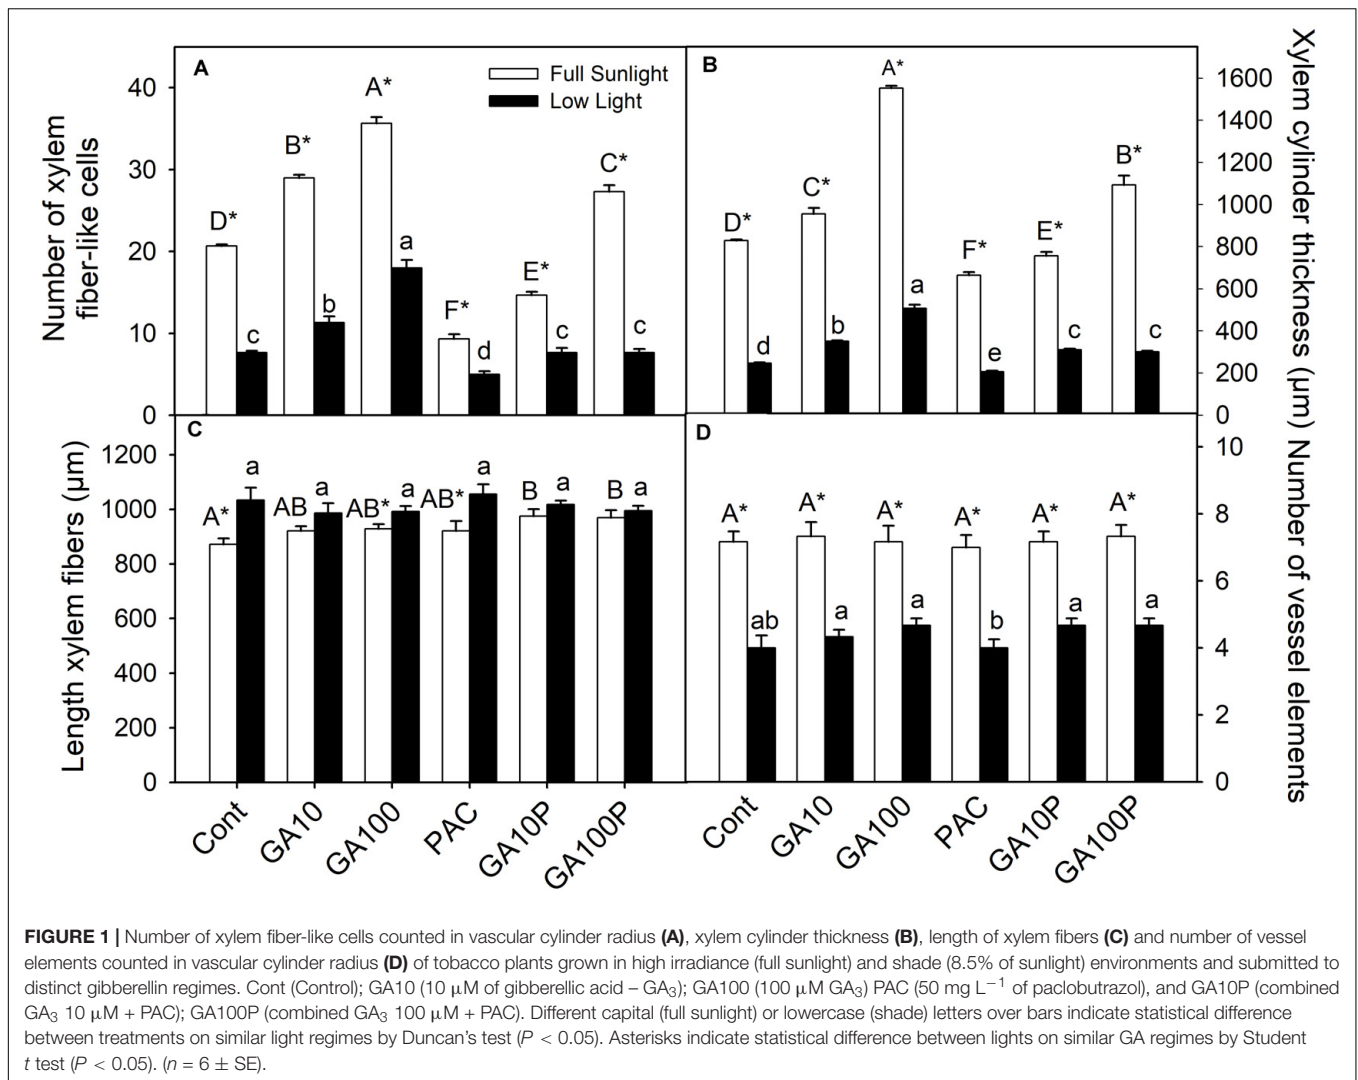 A
Full Sunlight
Low Light
Number of xylem
fiber-like cells
40
30
20
10
0
D*
c
B*
b
A*
a
F*
d
E*
c
C*
c
B
Xylem cylinder thickness (μm)
1600
1400
1200
1000
800
600
400
200
0
D*
d
C*
b
A*
a
F*
e
E*
c
B*
c
C
Length xylem fibers (μm)
1200
1000
800
600
400
200
0
A*
a
AB
a
AB*
a
AB*
a
B
a
B
a
Cont
GA10
GA100
PAC
GA10P
GA100P
D
Number of vessel elements
10
8
6
4
2
0
A*
ab
A*
a
A*
a
A*
b
A*
a
A*
a
Cont
GA10
GA100
PAC
GA10P
GA100P
FIGURE 1 | Number of xylem fiber-like cells counted in vascular cylinder radius (A), xylem cylinder thickness (B), length of xylem fibers (C) and number of vessel
elements counted in vascular cylinder radius (D) of tobacco plants grown in high irradiance (full sunlight) and shade (8.5% of sunlight) environments and submitted to
distinct gibberellin regimes. Cont (Control); GA10 (10 μM of gibberellic acid – GA₃); GA100 (100 μM GA₃) PAC (50 mg L⁻¹ of paclobutrazol), and GA10P (combined
GA₃ 10 μM + PAC); GA100P (combined GA₃ 100 μM + PAC). Different capital (full sunlight) or lowercase (shade) letters over bars indicate statistical difference
between treatments on similar light regimes by Duncan's test (P < 0.05). Asterisks indicate statistical difference between lights on similar GA regimes by Student
t test (P < 0.05). (n = 6 ± SE).